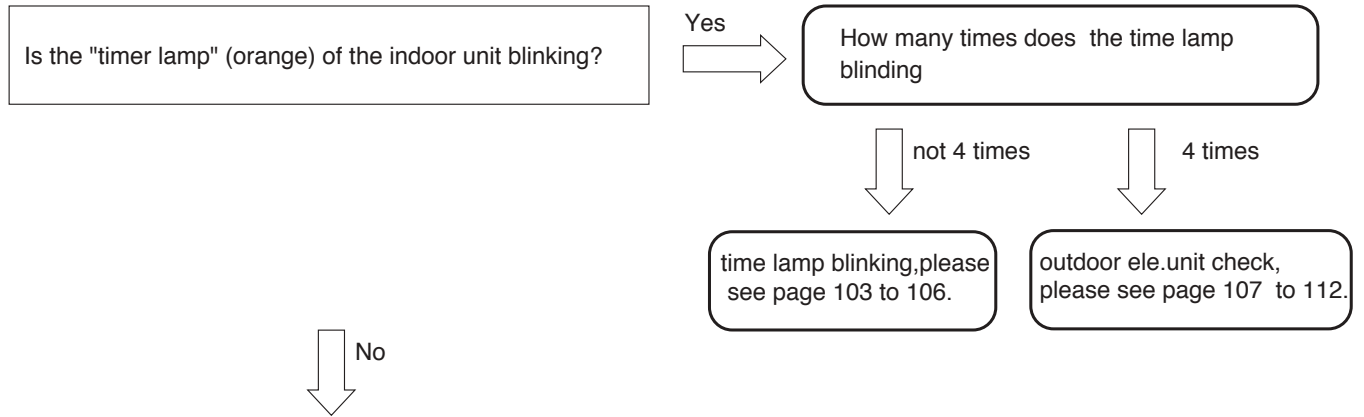 Is the "timer lamp" (orange) of the indoor unit blinking?
Yes
How many times does the time lamp
blinding
not 4 times
4 times
time lamp blinking,please
see page 103 to 106.
outdoor ele.unit check,
please see page 107 to 112.
No